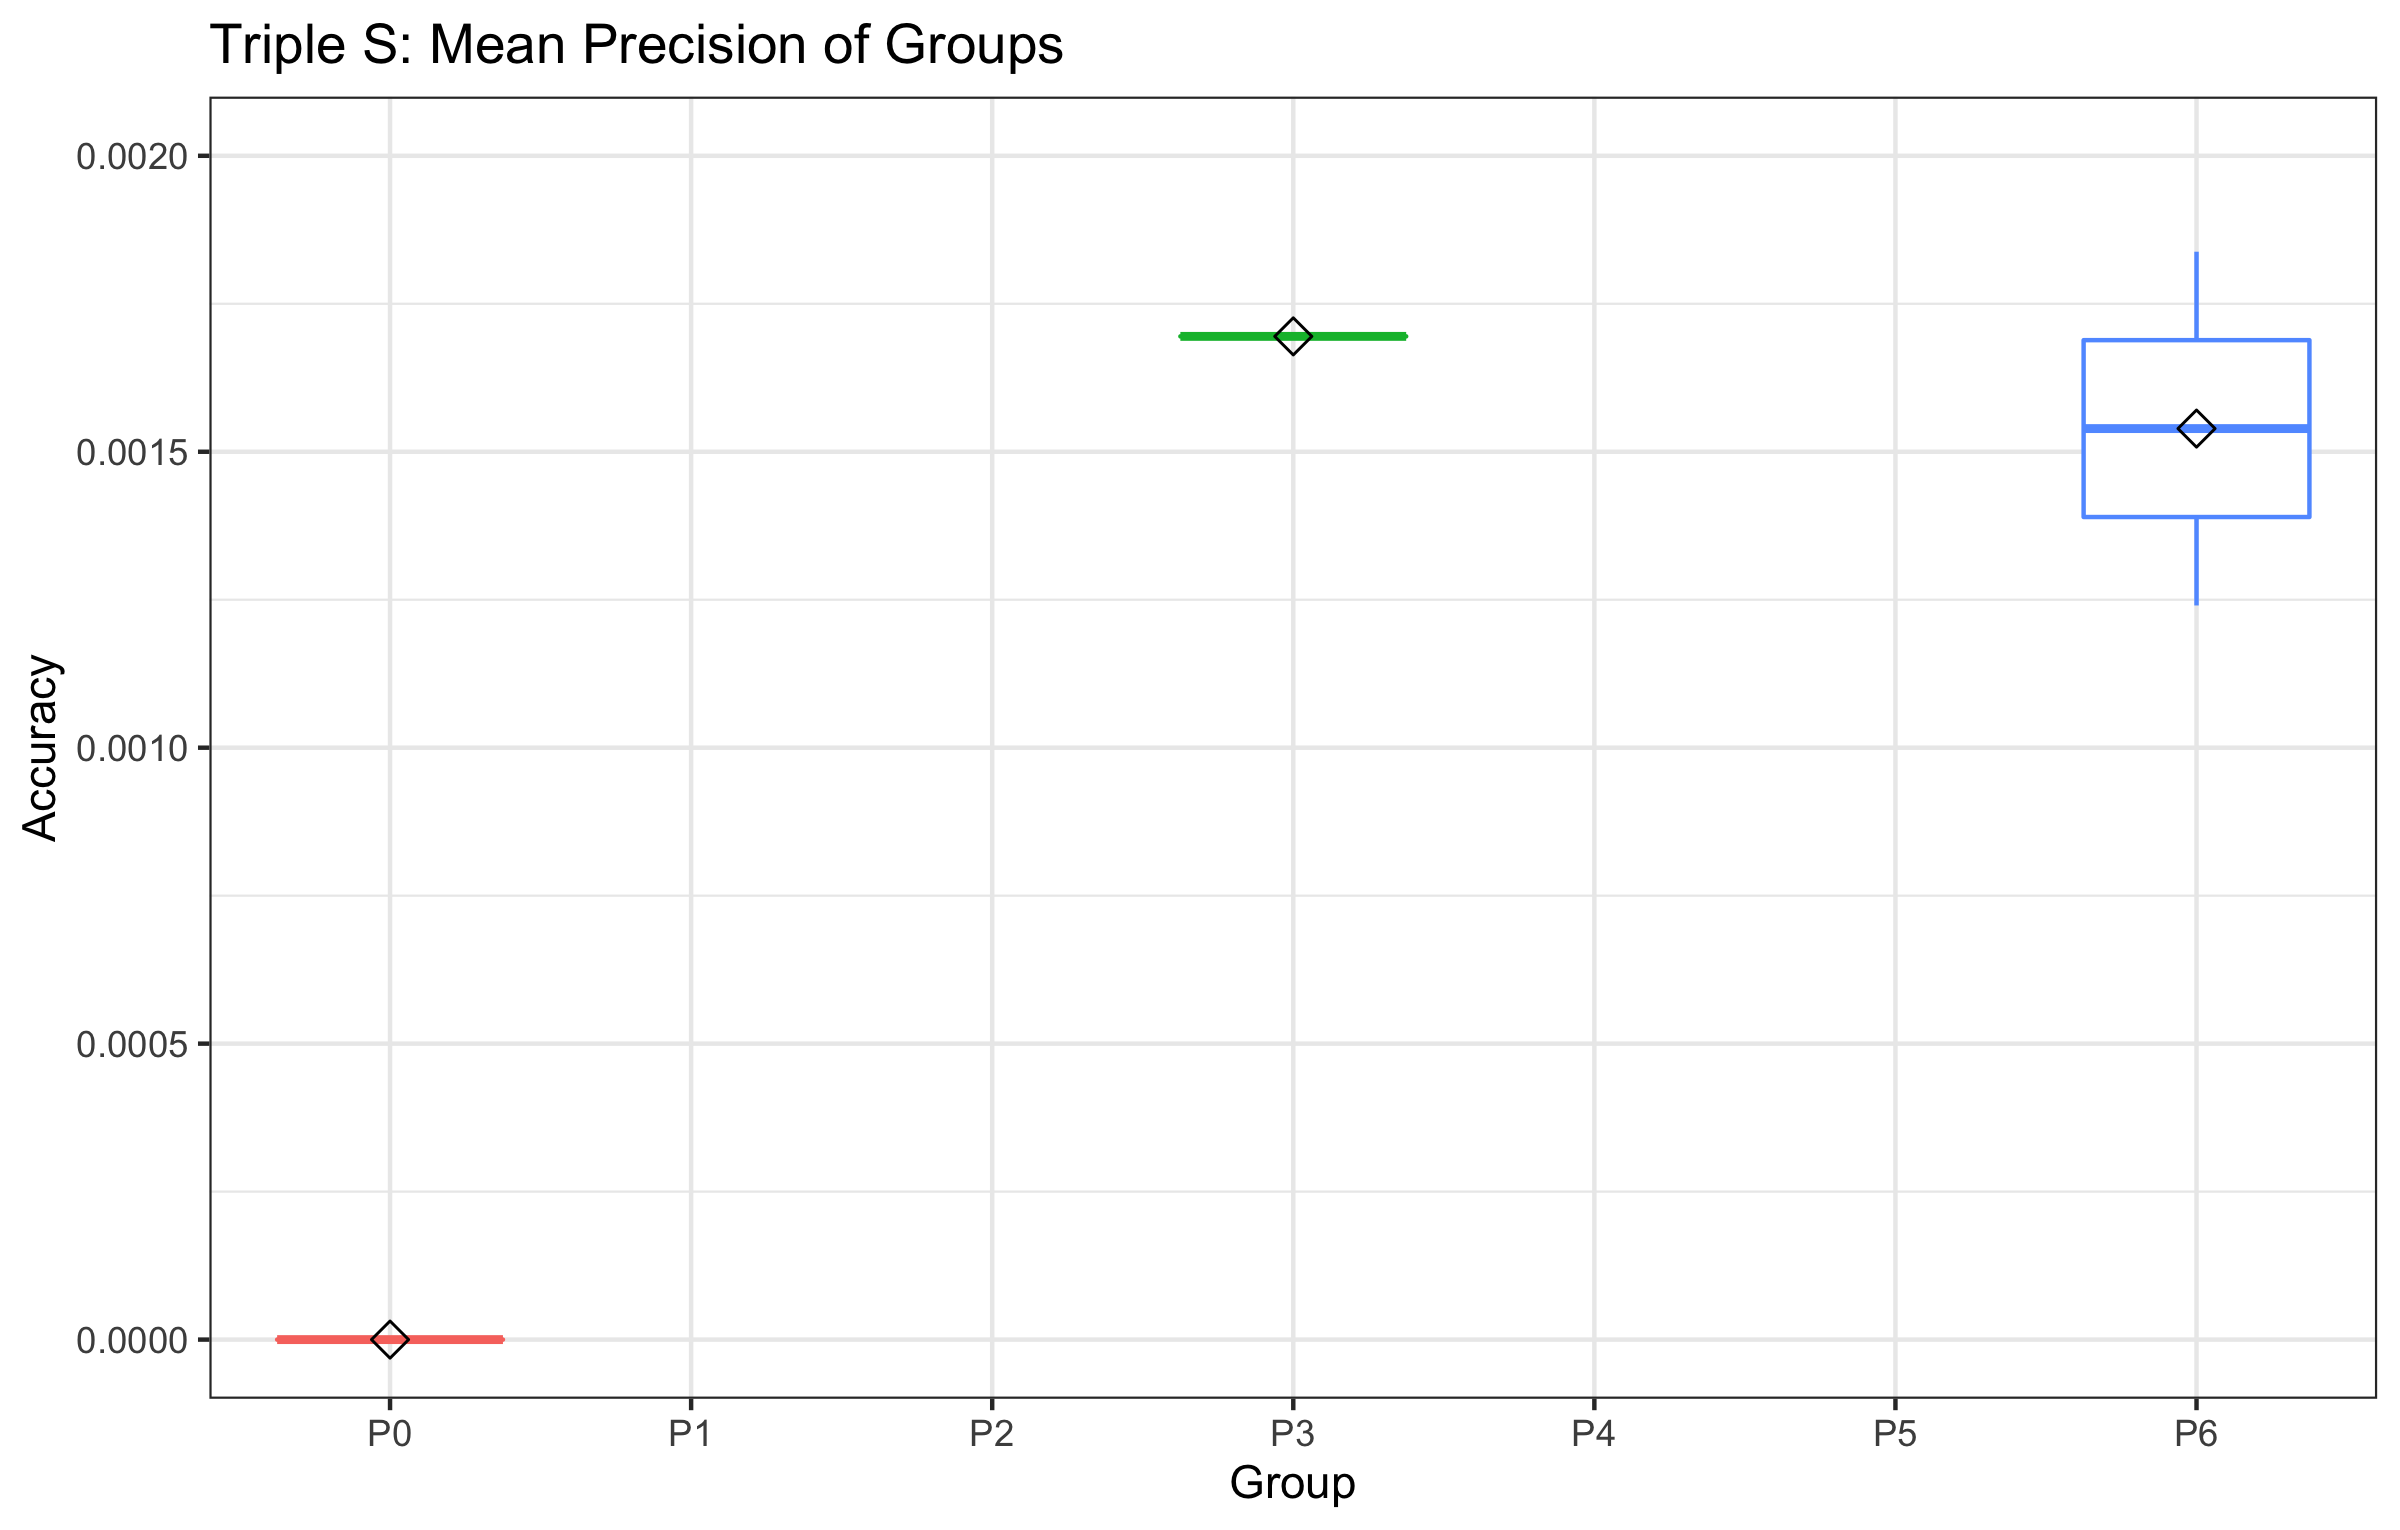 Triple S: Mean Precision of Groups
Accuracy
0.0020
0.0015
0.0010
0.0005
0.0000
P0 P1 P2 P3 P4 P5 P6
Group